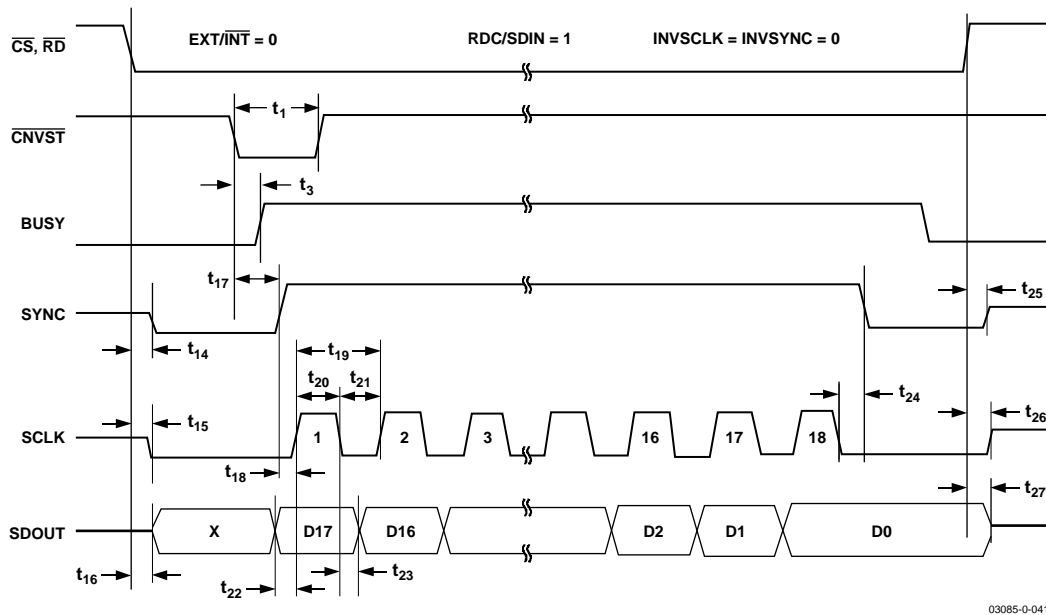 CS, RD
EXT/INT = 0
RDC/SDIN = 1
INVSCLK = INVSYNC = 0
t1
CNVST
t3
BUSY
t17
t25
SYNC
t14
t19
t20
t21
t24
t15
t26
SCLK
1
2
3
16
17
18
t18
t27
SDOUT
X
D17
D16
D2
D1
D0
t16
t22
t23
03085-0-041